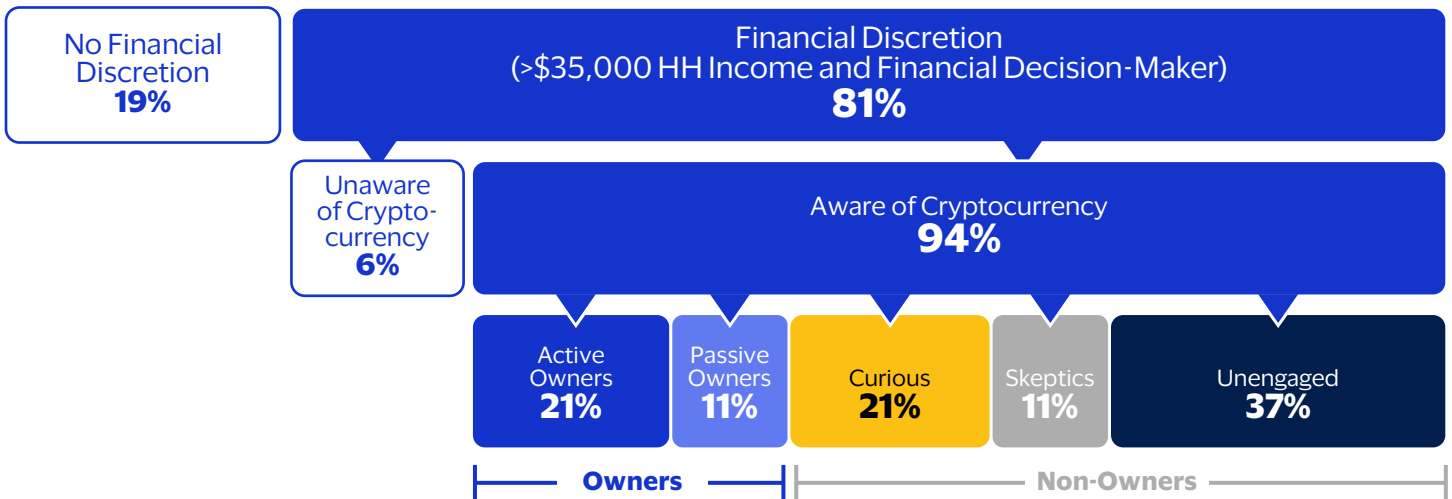 No Financial
Discretion
19%
Financial Discretion
(>$35,000 HH Income and Financial Decision-Maker)
81%
Unaware
of Crypto-
currency
6%
Aware of Cryptocurrency
94%
Active
Owners
21%
Passive
Owners
11%
Curious
21%
Skeptics
11%
Unengaged
37%
Owners
Non-Owners